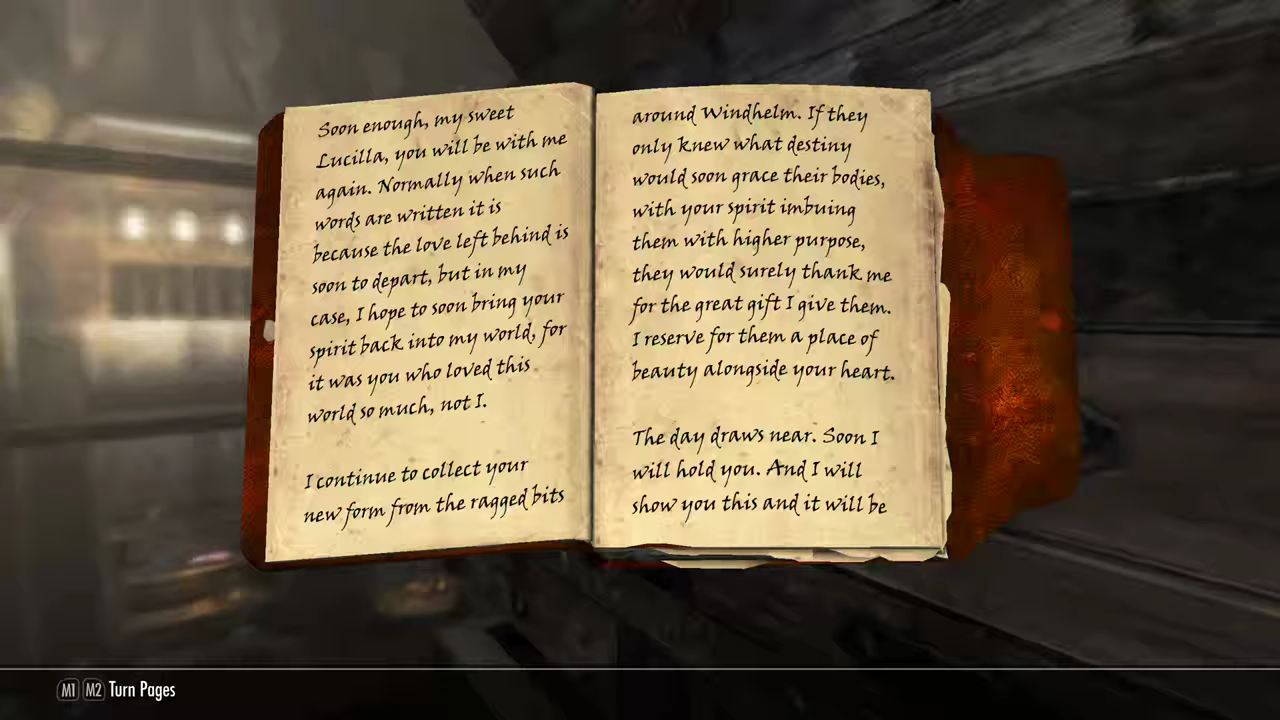 Soon enough, my sweet
Lucilla, you will be with me
again. Normally when such
words are written it is
because the love left behind is
soon to depart, but in my
case, I hope to soon bring your
spirit back into my world, for
it was you who loved this
world so much, not I.
I continue to collect your
new form from the ragged bits
around Windhelm. If they
only knew what destiny
would soon grace their bodies,
with your spirit imbuing
them with higher purpose,
they would surely thank me
for the great gift I give them.
I reserve for them a place of
beauty alongside your heart.
The day draws near. Soon I
will hold you. And I will
show you this and it will be
M1 M2 Turn Pages